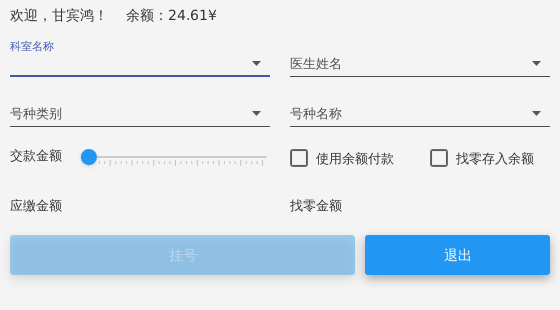 欢迎，甘宾鸿！ 余额：24.61¥
科室名称
医生姓名
号种类别 号种名称
交款金额 使用余额付款 找零存入余额
应缴金额 找零金额
挂号 退出